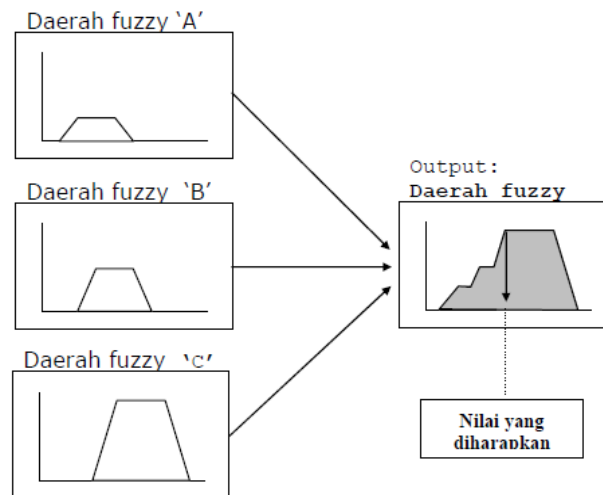 Daerah fuzzy ‘A’
Daerah fuzzy ‘B’
Daerah fuzzy ‘C’
Output:
Daerah fuzzy
Nilai yang
diharapkan